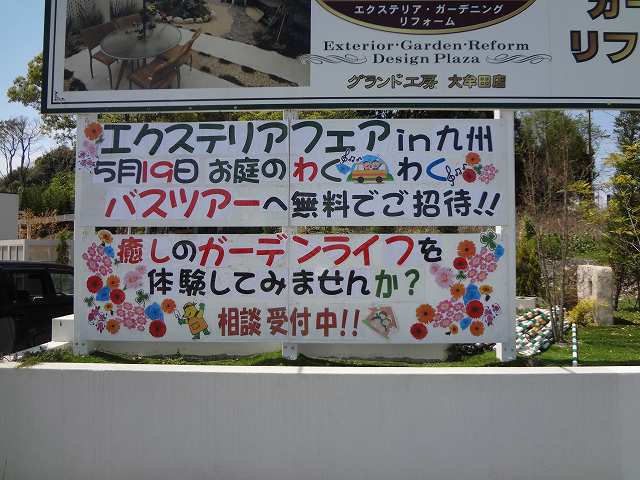 エクステリア・ガーデニング
リフォーム
Exterior･Garden･Reform
Design Plaza
グランド工房 大牟田店
リフ
エクステリアフェアin九州
5月19日 お庭のわくわく
バスツアーへ無料でご招待!!
癒しのガーデンライフを
体験してみませんか?
相談受付中!!